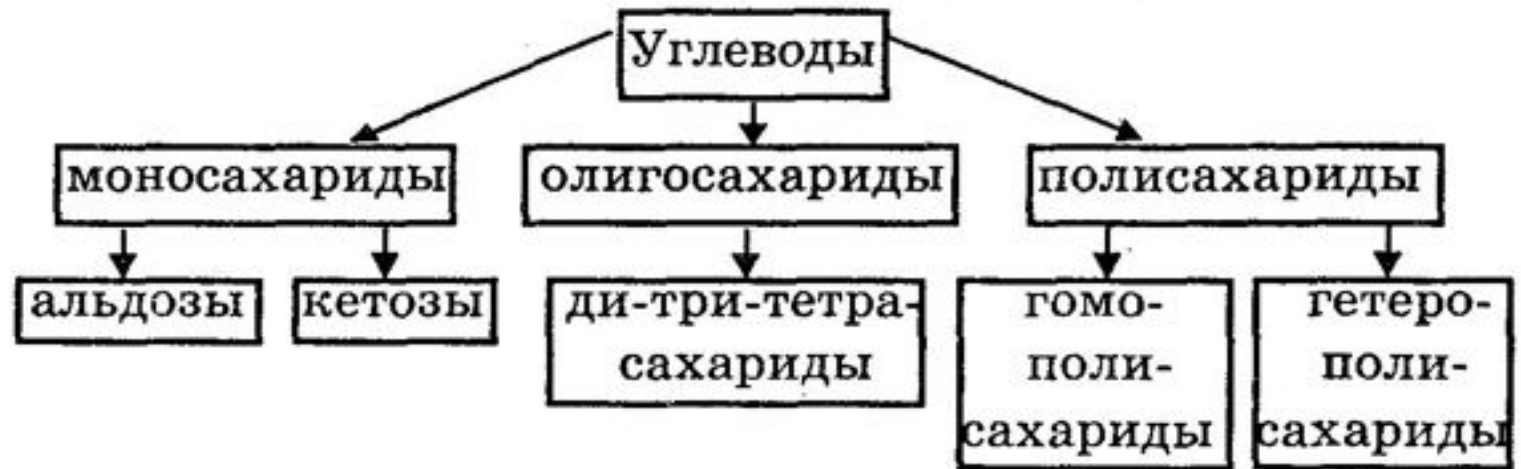 Углеводы
моносахариды
олигосахариды
полисахариды
альдозы
кетозы
ди-три-тетра-
сахариды
гомо-
поли-
сахариды
гетеро-
поли-
сахариды